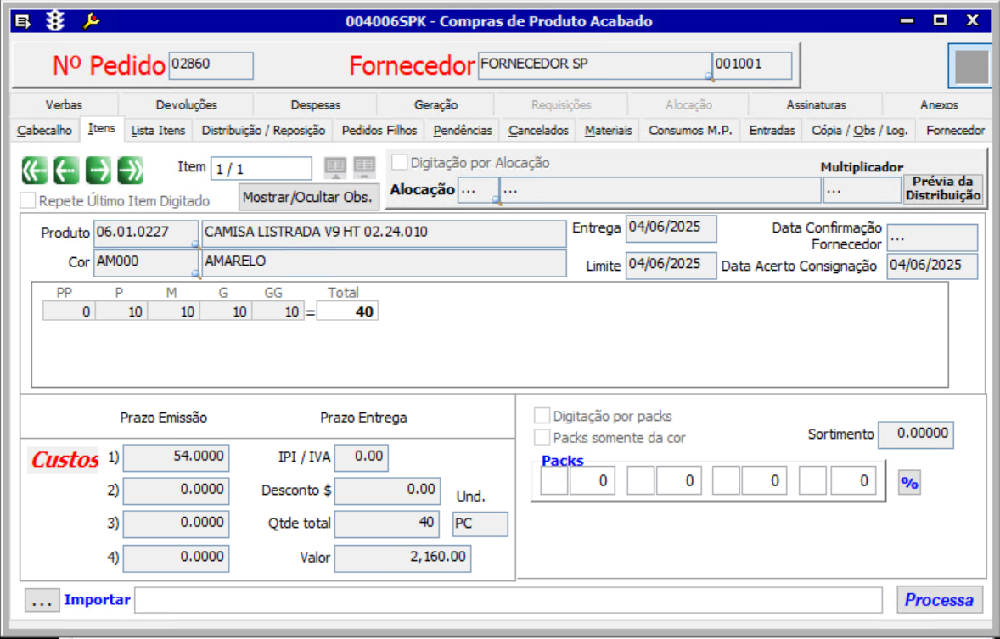 004006SPK - Compras de Produto Acabado
Nº Pedido 02860 Fornecedor FORNECEDOR SP 001001
Verbas Devoluções Despesas Geração Requisições Alocação Assinaturas Anexos
Cabecalho Itens Lista Itens Distribuição / Reposição Pedidos Filhos Pendências Cancelados Materiais Consumos M.P. Entradas Cópia / Obs / Log. Fornecedor
Item 1 / 1 Digitação por Alocação Multiplicador
Repete Último Item Digitado Mostrar/Ocultar Obs. Alocação ... ... ... Prévia da
Distribuição
Produto 06.01.0227 CAMISA LISTRADA V9 HT 02.24.010 Entrega 04/06/2025 Data Confirmação
Fornecedor ...
Cor AM000 AMARELO Limite 04/06/2025 Data Acerto Consignação 04/06/2025
PP P M G GG Total
0 10 10 10 10 = 40
Prazo Emissão Prazo Entrega Digitação por packs
Packs somente da cor Sortimento 0.00000
Custos 1) 54.0000 IPI / IVA 0.00 Packs
0 0 0 0 %
2) 0.0000 Desconto $ 0.00 Und.
3) 0.0000 Qtde total 40 PC
4) 0.0000 Valor 2,160.00
... Importar Processa